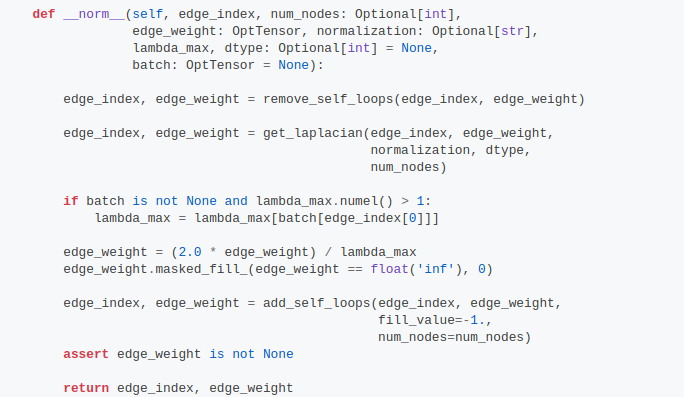 def __norm__(self, edge_index, num_nodes: Optional[int],
             edge_weight: OptTensor, normalization: Optional[str],
             lambda_max, dtype: Optional[int] = None,
             batch: OptTensor = None):

    edge_index, edge_weight = remove_self_loops(edge_index, edge_weight)

    edge_index, edge_weight = get_laplacian(edge_index, edge_weight,
                                            normalization, dtype,
                                            num_nodes)

    if batch is not None and lambda_max.numel() > 1:
        lambda_max = lambda_max[batch[edge_index[0]]]

    edge_weight = (2.0 * edge_weight) / lambda_max
    edge_weight.masked_fill_(edge_weight == float('inf'), 0)

    edge_index, edge_weight = add_self_loops(edge_index, edge_weight,
                                             fill_value=-1.,
                                             num_nodes=num_nodes)
    assert edge_weight is not None

    return edge_index, edge_weight